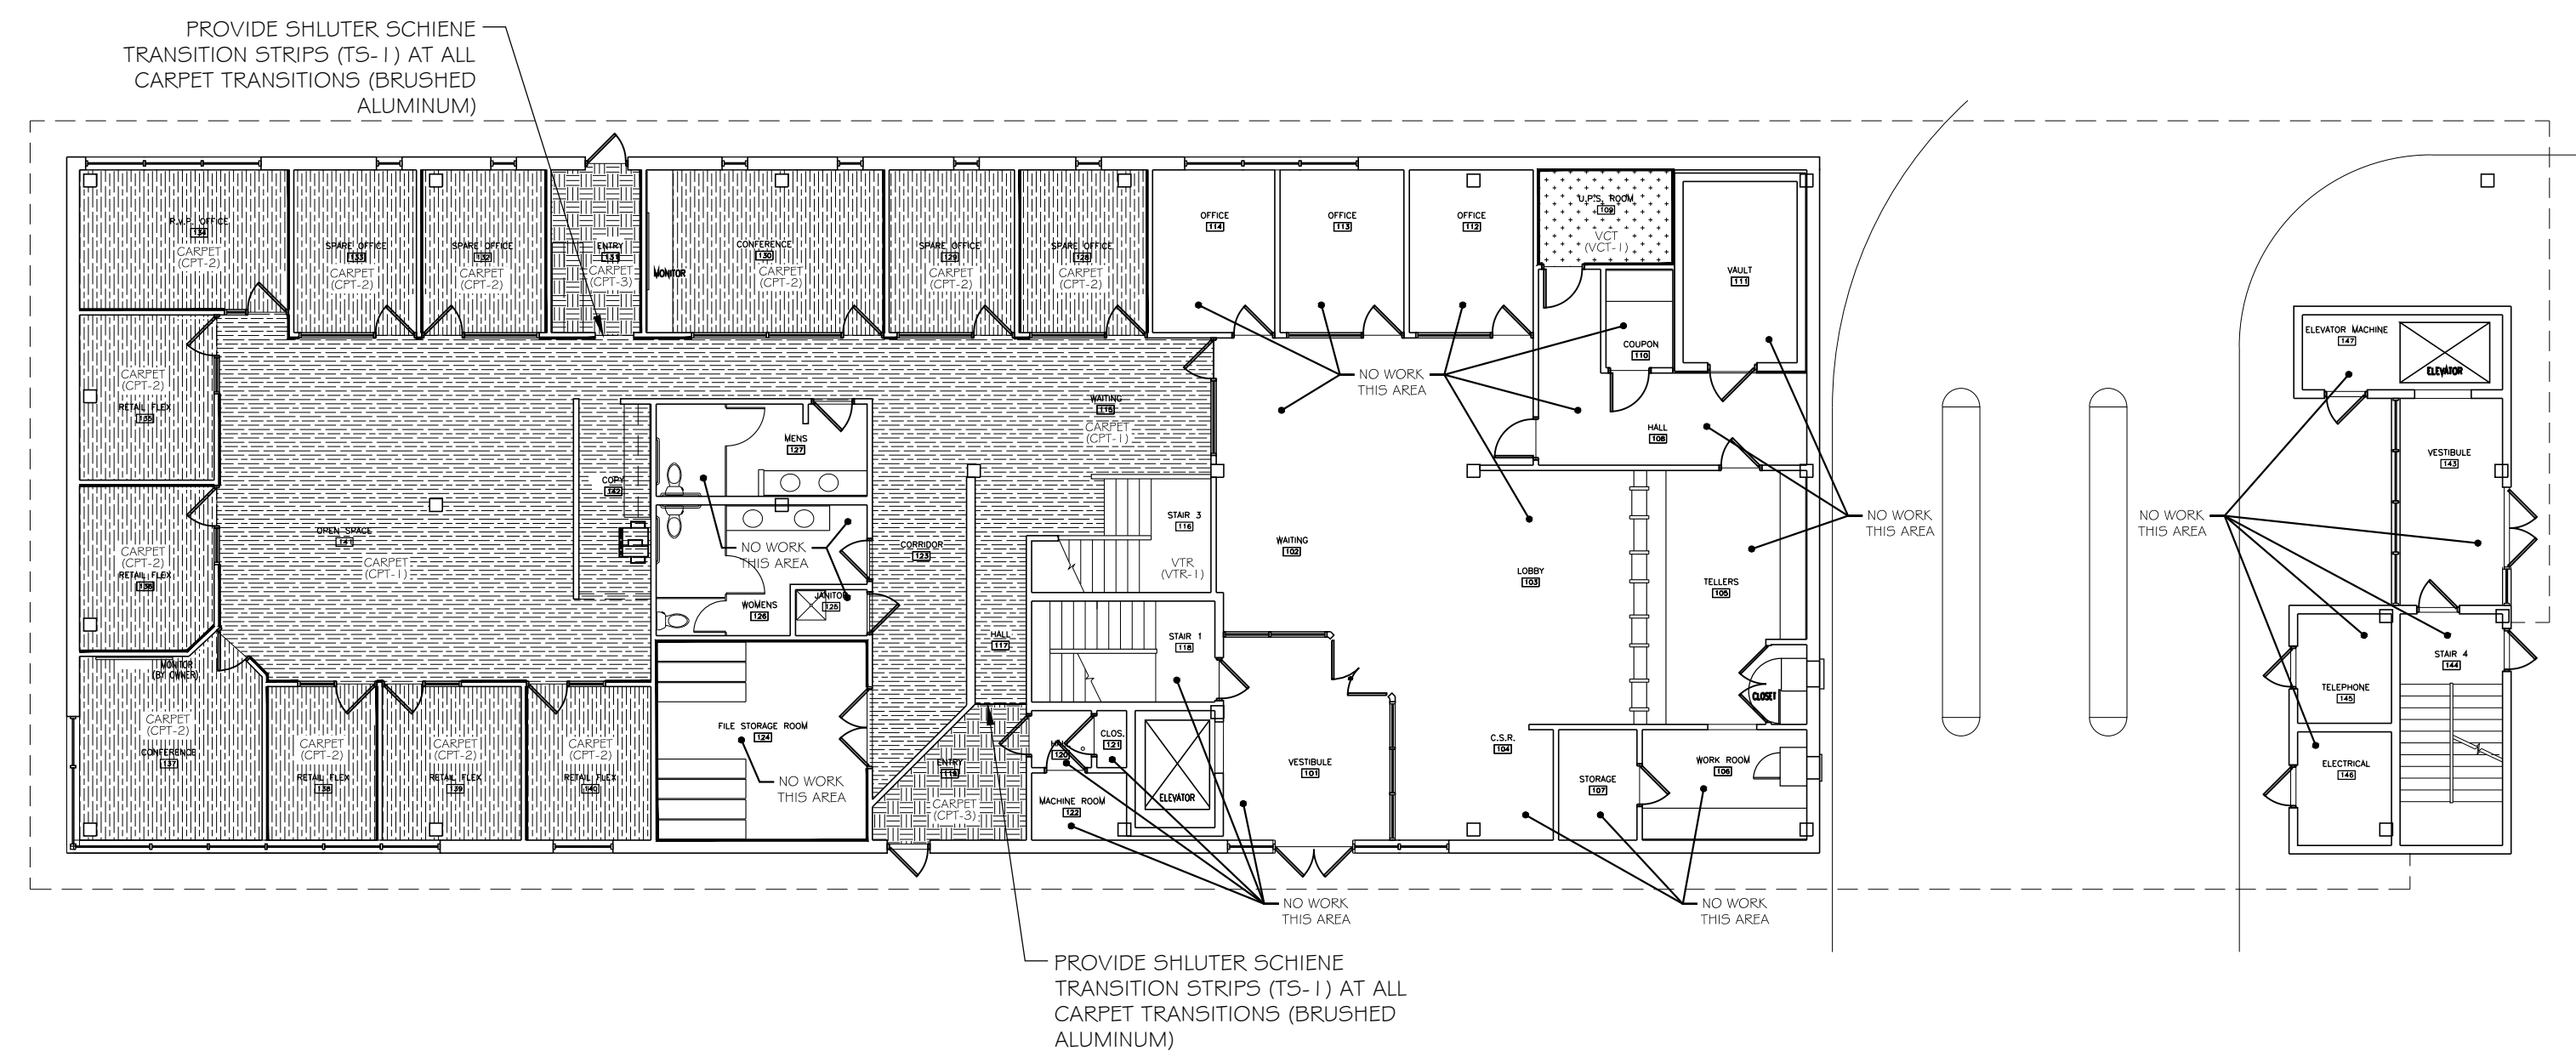 PROVIDE SHLUTER SCHIENE
TRANSITION STRIPS (TS-1) AT ALL
CARPET TRANSITIONS (BRUSHED
ALUMINUM)
R.V.P. OFFICE
134
CARPET
(CPT-2)
SPARE OFFICE
133
CARPET
(CPT-2)
SPARE OFFICE
132
CARPET
(CPT-2)
ENTRY
131
CARPET
(CPT-3)
MONITOR
CONFERENCE
130
CARPET
(CPT-2)
SPARE OFFICE
129
CARPET
(CPT-2)
SPARE OFFICE
128
CARPET
(CPT-2)
OFFICE
114
OFFICE
113
OFFICE
112
U.P.S. ROOM
109
VCT
(VCT-1)
VAULT
111
COUPON
110
NO WORK
THIS AREA
HALL
108
ELEVATOR MACHINE
147
ELEVATOR
VESTIBULE
143
CARPET
(CPT-2)
RETAIL FLEX
135
WAITING
115
CARPET
(CPT-1)
MENS
127
COPY
142
OPEN SPACE
141
CARPET
(CPT-1)
CARPET
(CPT-2)
RETAIL FLEX
136
NO WORK
THIS AREA
CORRIDOR
123
STAIR 3
116
VTR
(VTR-1)
WAITING
102
LOBBY
103
TELLERS
105
NO WORK
THIS AREA
NO WORK
THIS AREA
WOMENS
126
JANITOR
125
HALL
117
STAIR 1
118
MONITOR
(BY OWNER)
CARPET
(CPT-2)
CONFERENCE
137
CARPET
(CPT-2)
RETAIL FLEX
138
CARPET
(CPT-2)
RETAIL FLEX
139
CARPET
(CPT-2)
RETAIL FLEX
140
FILE STORAGE ROOM
124
NO WORK
THIS AREA
ENTRY
119
CARPET
(CPT-3)
HALL
120
CLOS.
121
MACHINE ROOM
122
ELEVATOR
VESTIBULE
101
C.S.R.
104
STORAGE
107
WORK ROOM
106
CLOSET
STAIR 4
144
TELEPHONE
145
ELECTRICAL
146
NO WORK
THIS AREA
NO WORK
THIS AREA
PROVIDE SHLUTER SCHIENE
TRANSITION STRIPS (TS-1) AT ALL
CARPET TRANSITIONS (BRUSHED
ALUMINUM)